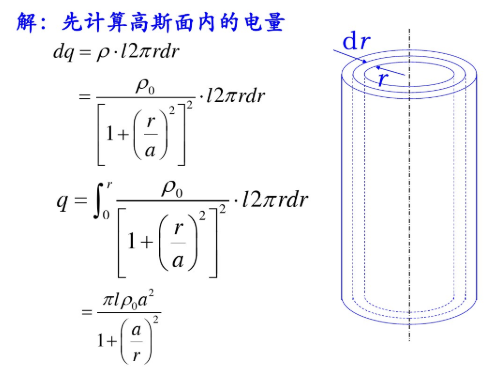 解：先计算高斯面内的电量
dq = ρ · l2πrdr
= ρ₀ / [1 + (r/a)²]² · l2πrdr
q = ∫₀ʳ ρ₀ / [1 + (r/a)²]² · l2πrdr
= πlρ₀a² / (1 + (a/r)²)
dr
r